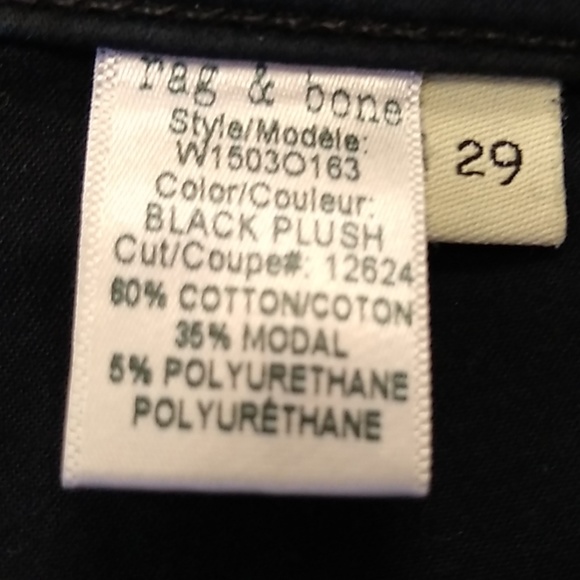 rag & bone
Style/Modèle:
W1503O163
Color/Couleur:
BLACK PLUSH
Cut/Coupe#: 12624
60% COTTON/COTON
35% MODAL
5% POLYURETHANE
POLYURÉTHANE
29